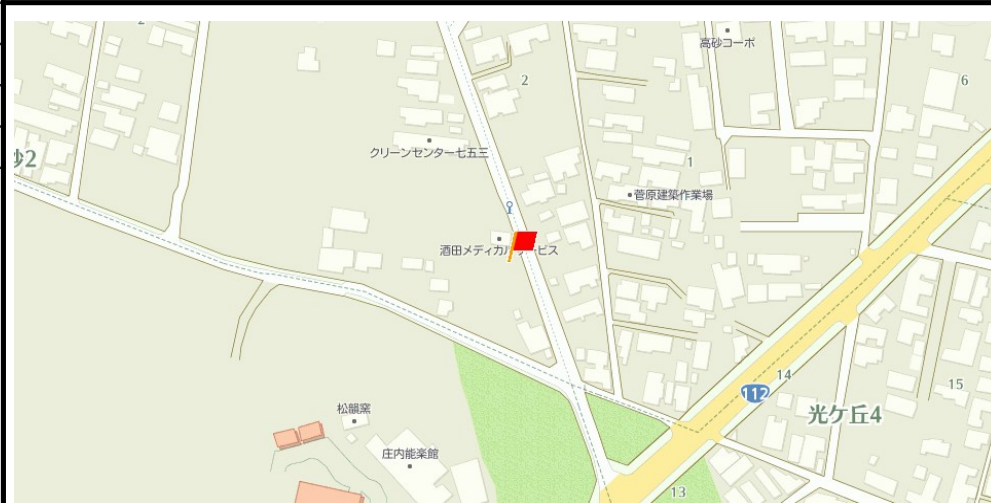 2
高砂コーポ
2
6
クリーンセンター七五三
1
砂2
菅原建築作業場
酒田メディカルサービス
14
112
15
松韻窯
光ケ丘4
庄内能楽館
13